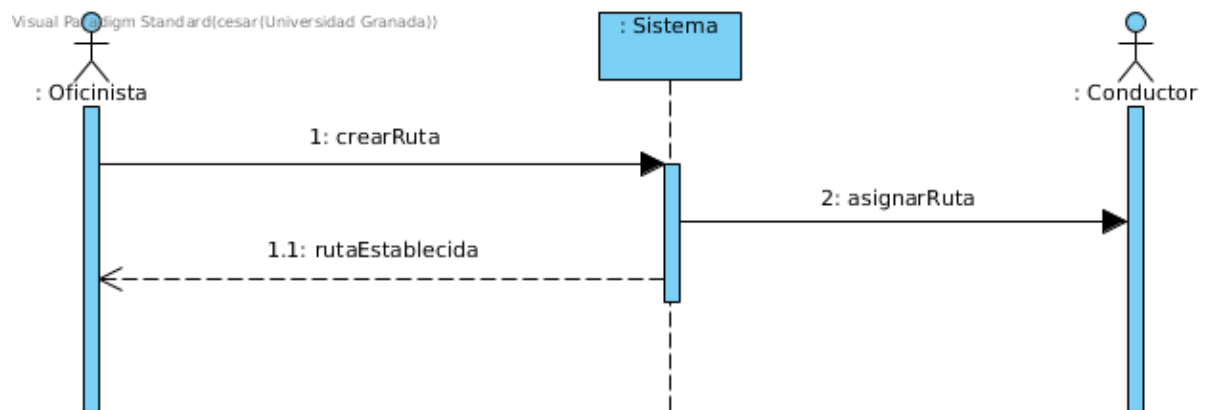 Visual Paradigm Standard(cesar(Universidad Granada))
: Sistema
: Oficinista
: Conductor
1: crearRuta
2: asignarRuta
1.1: rutaEstablecida